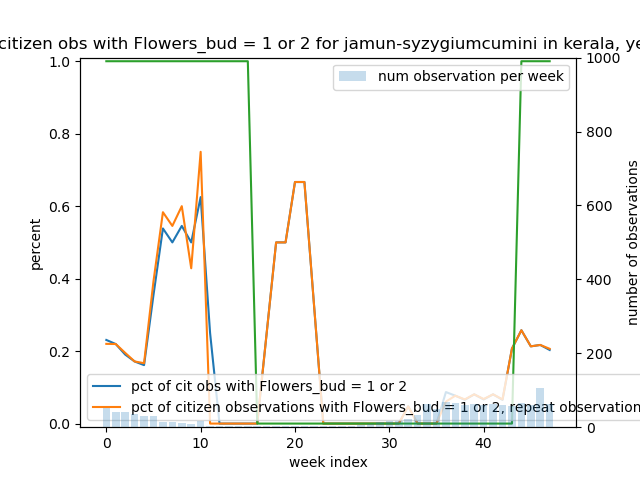 citizen obs with Flowers_bud = 1 or 2 for jamun-syzygiumcumini in kerala, ye
num observation per week
1.0
0.8
0.6
0.4
0.2
0.0
percent
1000
800
600
400
200
0
number of observations
pct of cit obs with Flowers_bud = 1 or 2
pct of citizen observations with Flowers_bud = 1 or 2, repeat observation
0 10 20 30 40
week index